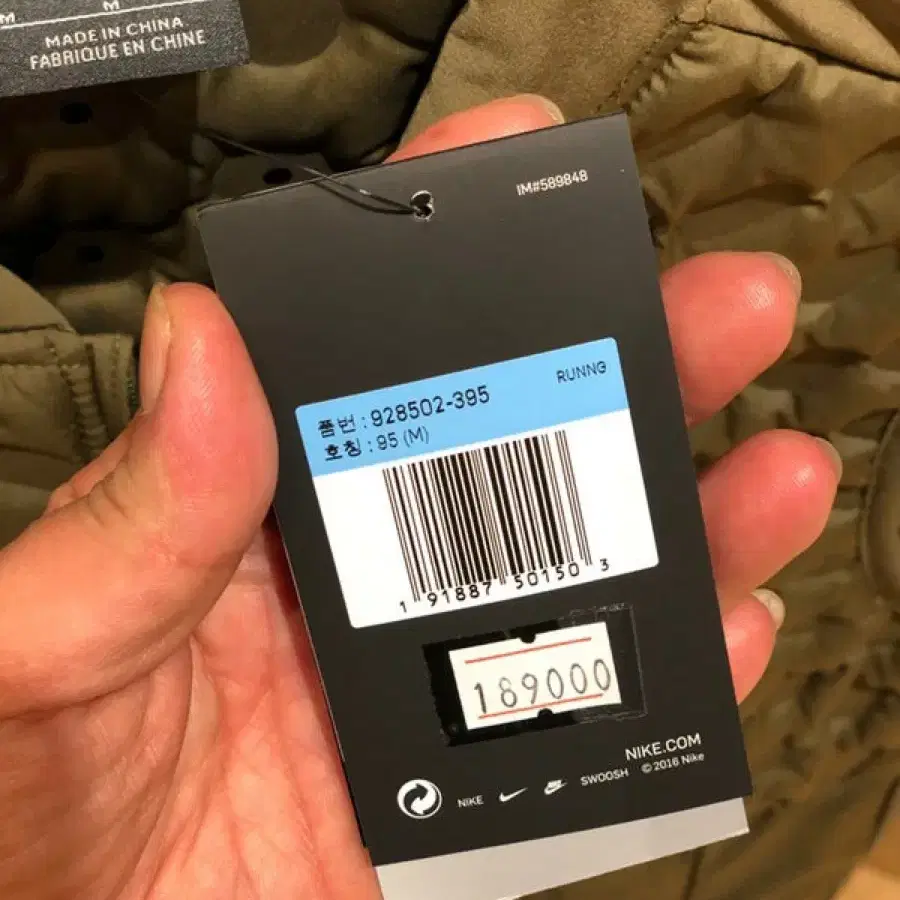 M M
MADE IN CHINA
FABRIQUE EN CHINE
IM#589848
RUNNG
품번 : 928502-395
호칭 : 95 (M)
1 91887 50150 3
189000
NIKE.COM
NIKE SWOOSH © 2016 Nike